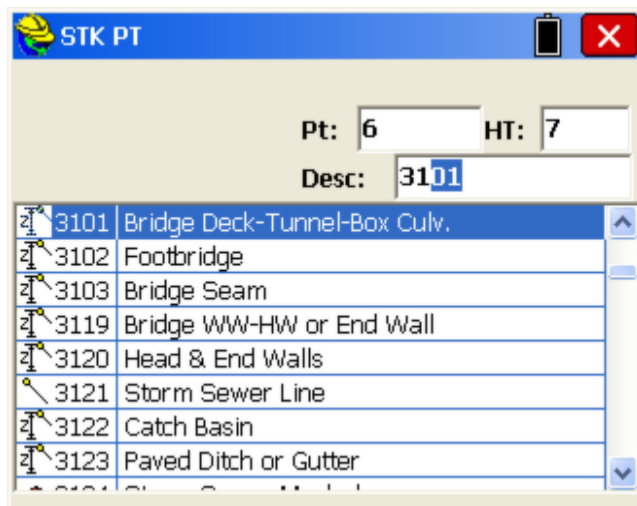 STK PT
Pt: 6 HT: 7
Desc: 3101
3101 Bridge Deck-Tunnel-Box Culv.
3102 Footbridge
3103 Bridge Seam
3119 Bridge WW-HW or End Wall
3120 Head & End Walls
3121 Storm Sewer Line
3122 Catch Basin
3123 Paved Ditch or Gutter